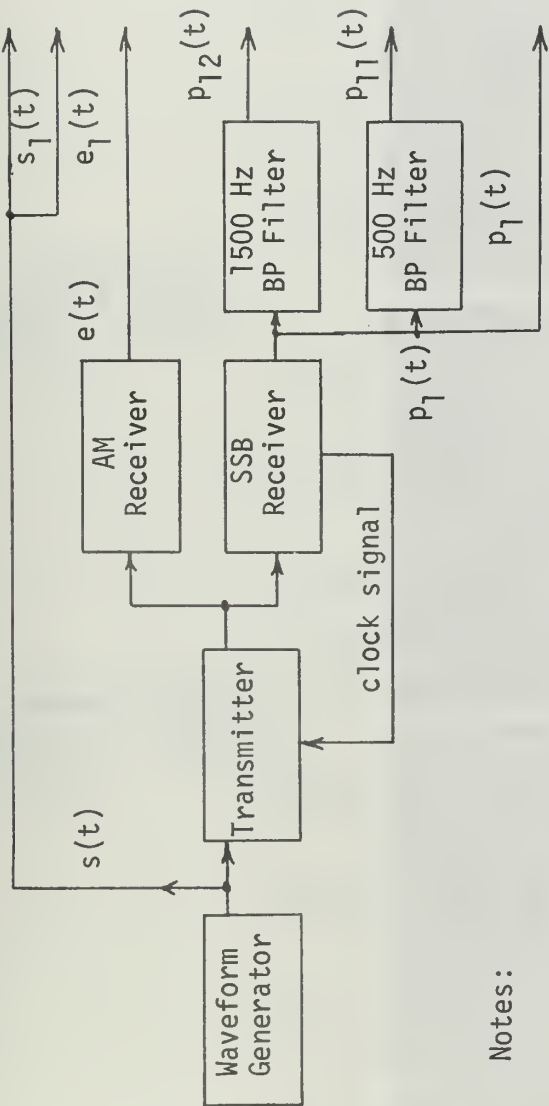 s(t)
s₁(t)
e₁(t)
e(t)
p₁₂(t)
p₁₁(t)
p₁(t)
p₁(t)
Waveform
Generator
Transmitter
AM
Receiver
SSB
Receiver
clock signal
1500 Hz
BP Filter
500 Hz
BP Filter
Notes: